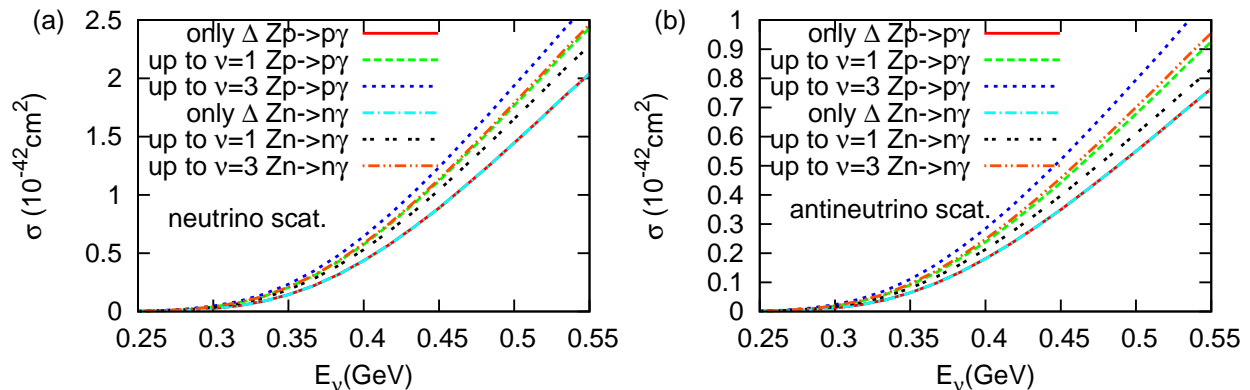 (a)
2.5
2
1.5
1
0.5
0
σ (10⁻⁴²cm²)
only Δ Zp->pγ
up to ν=1 Zp->pγ
up to ν=3 Zp->pγ
only Δ Zn->nγ
up to ν=1 Zn->nγ
up to ν=3 Zn->nγ
neutrino scat.
0.25 0.3 0.35 0.4 0.45 0.5 0.55
Eᵥ(GeV)
(b)
1
0.9
0.8
0.7
0.6
0.5
0.4
0.3
0.2
0.1
0
σ (10⁻⁴²cm²)
only Δ Zp->pγ
up to ν=1 Zp->pγ
up to ν=3 Zp->pγ
only Δ Zn->nγ
up to ν=1 Zn->nγ
up to ν=3 Zn->nγ
antineutrino scat.
0.25 0.3 0.35 0.4 0.45 0.5 0.55
Eᵥ(GeV)